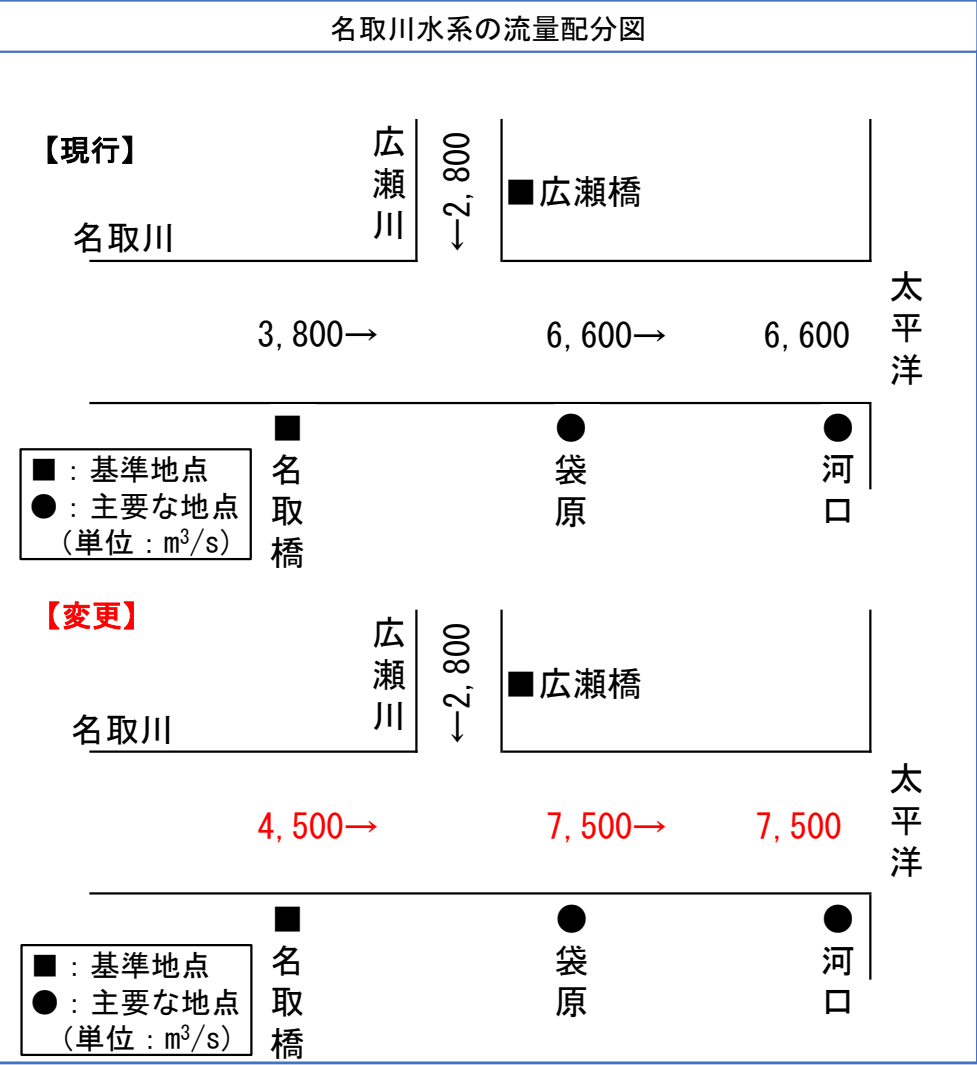 名取川水系の流量配分図
【現行】
広瀬川
←2,800
■広瀬橋
名取川
太平洋
3,800→
6,600→
6,600
■
名取橋
●
袋原
●
河口
■：基準地点
●：主要な地点
（単位：m³/s）
【変更】
広瀬川
←2,800
■広瀬橋
名取川
太平洋
4,500→
7,500→
7,500
■
名取橋
●
袋原
●
河口
■：基準地点
●：主要な地点
（単位：m³/s）